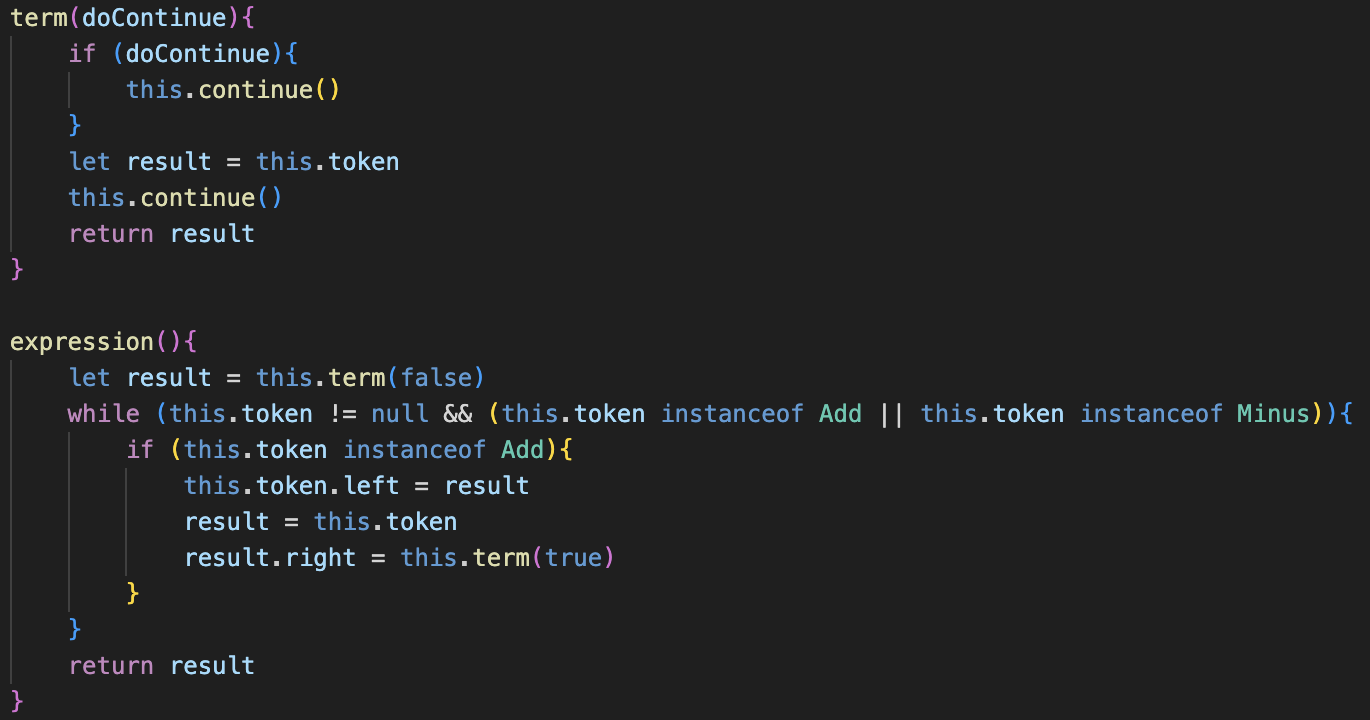 term(doContinue){
    if (doContinue){
        this.continue()
    }
    let result = this.token
    this.continue()
    return result
}

expression(){
    let result = this.term(false)
    while (this.token != null && (this.token instanceof Add || this.token instanceof Minus)){
        if (this.token instanceof Add){
            this.token.left = result
            result = this.token
            result.right = this.term(true)
        }
    }
    return result
}